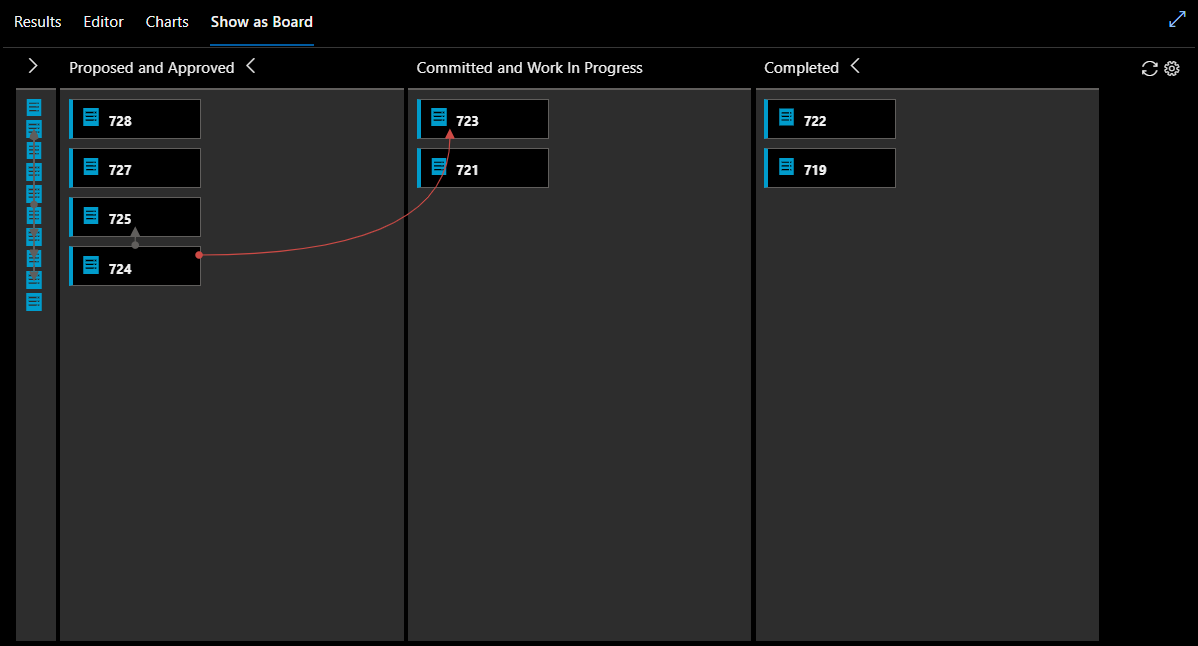 Results Editor Charts Show as Board
Proposed and Approved
Committed and Work In Progress
Completed
728
727
725
724
723
721
722
719